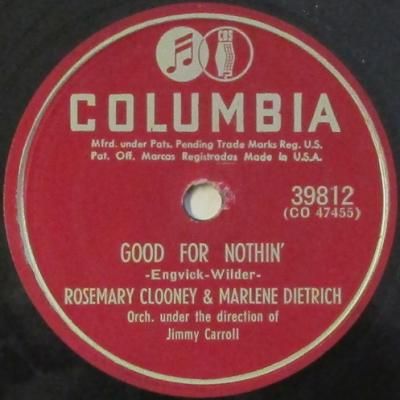 CBS
COLUMBIA
Mfrd. under Pats. Pending Trade Marks Reg. U.S.
Pat. Off. Marcas Registradas Made In U.S.A.
39812
(CO 47455)
GOOD FOR NOTHIN'
-Engvick-Wilder-
ROSEMARY CLOONEY & MARLENE DIETRICH
Orch. under the direction of
Jimmy Carroll